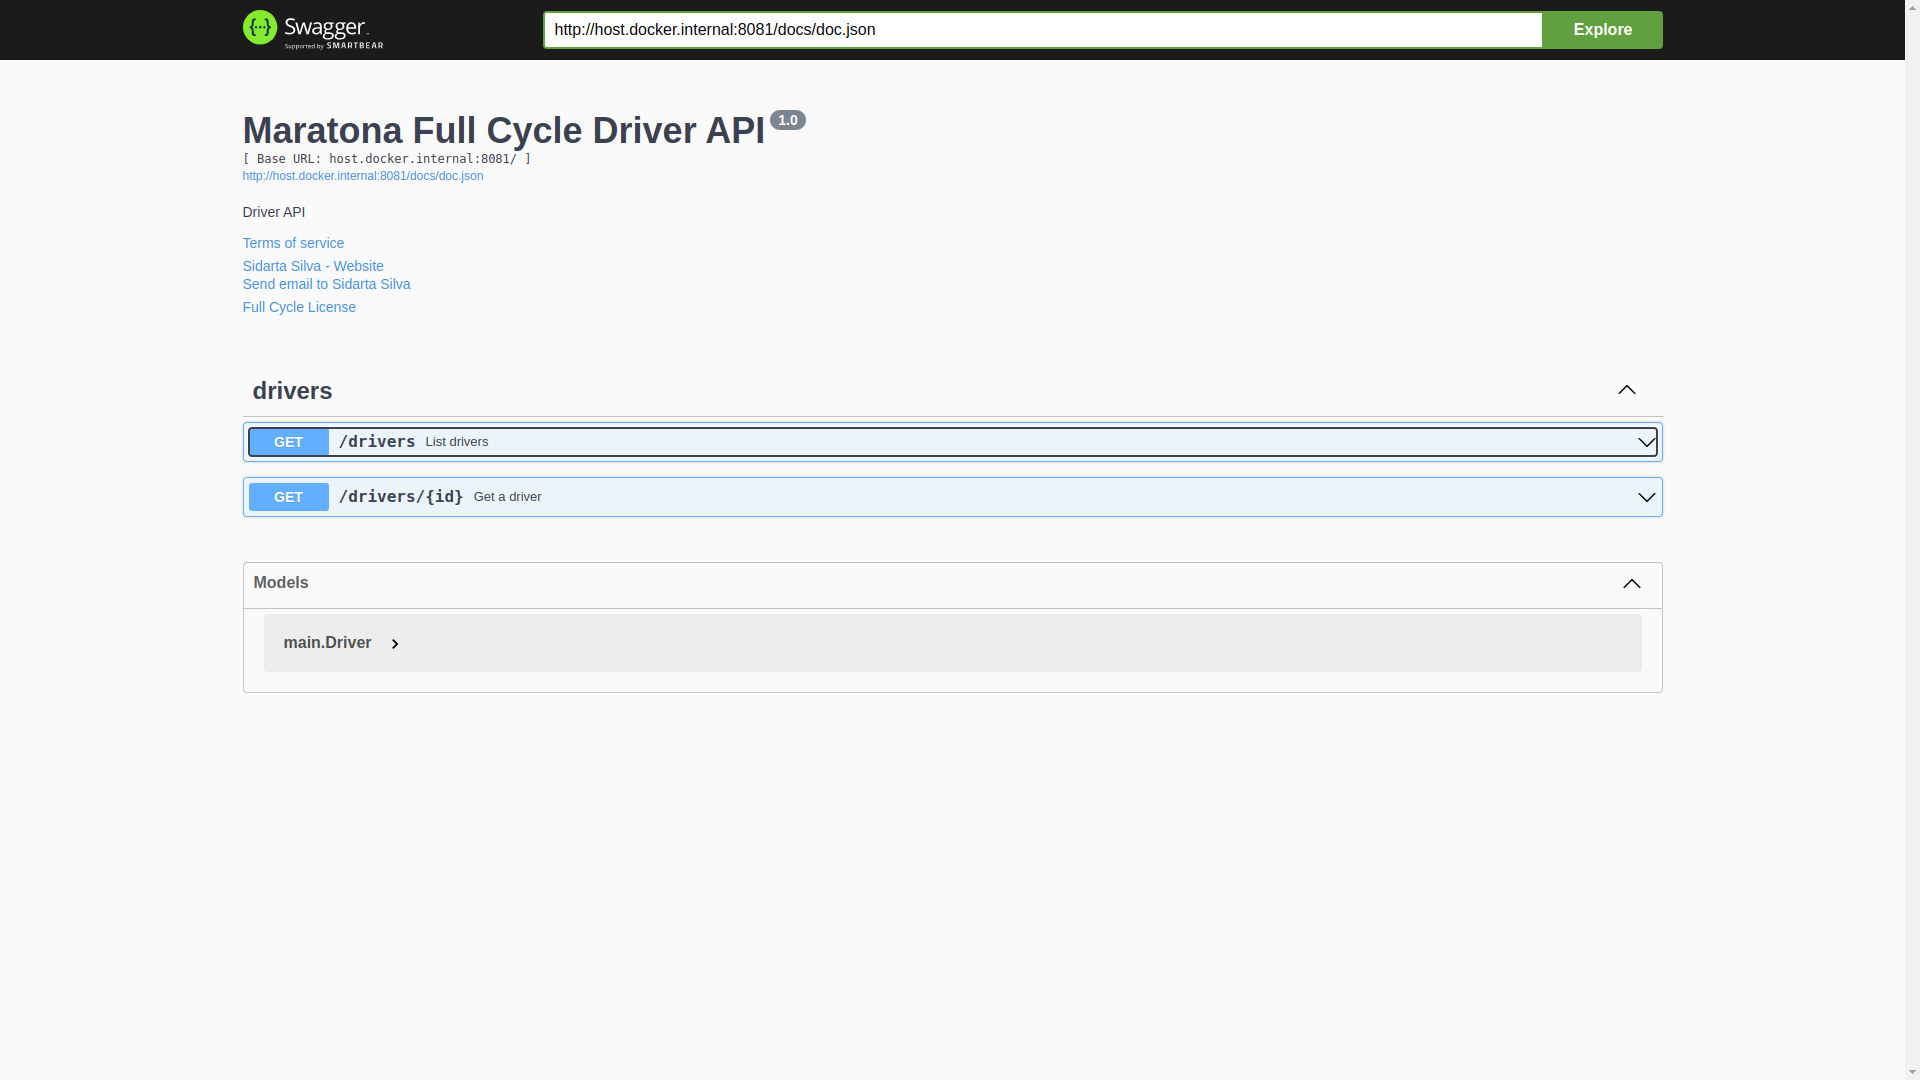 Swagger
Supported by SMARTBEAR
http://host.docker.internal:8081/docs/doc.json
Explore
Maratona Full Cycle Driver API 1.0
[ Base URL: host.docker.internal:8081/ ]
http://host.docker.internal:8081/docs/doc.json
Driver API
Terms of service
Sidarta Silva - Website
Send email to Sidarta Silva
Full Cycle License
drivers
GET /drivers List drivers
GET /drivers/{id} Get a driver
Models
main.Driver